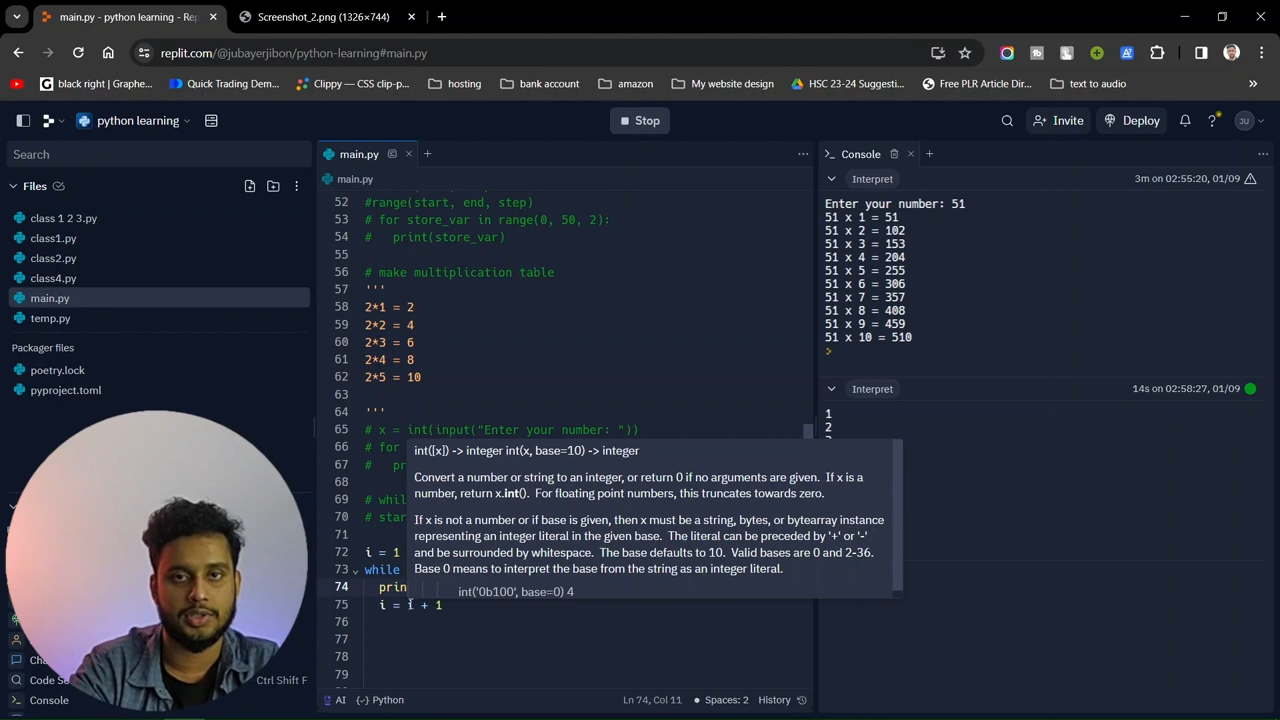 main.py - python learning - Rep
Screenshot_2.png (1326×744)
replit.com/@jubayerjibon/python-learning#main.py
black right | Graphe...
Quick Trading Dem...
Clippy — CSS clip-p...
hosting
bank account
amazon
My website design
HSC 23-24 Suggesti...
Free PLR Article Dir...
text to audio
python learning
Stop
Invite
Deploy
JU
Search
main.py
Console
Files
main.py
Interpret
3m on 02:55:20, 01/09
class 1 2 3.py
class1.py
class2.py
class4.py
main.py
temp.py
Packager files
poetry.lock
pyproject.toml
52 #range(start, end, step)
53 # for store_var in range(0, 50, 2):
54 #   print(store_var)
55
56 # make multiplication table
57 '''
58 2*1 = 2
59 2*2 = 4
60 2*3 = 6
61 2*4 = 8
62 2*5 = 10
63
64 '''
65 # x = int(input("Enter your number: "))
66 # for
67 #   pr
68
69 # whil
70 # star
71
72 i = 1
73 while
74 prin
75 i = i + 1
76
77
78
79
int([x]) -> integer int(x, base=10) -> integer
Convert a number or string to an integer, or return 0 if no arguments are given. If x is a
number, return x.int(). For floating point numbers, this truncates towards zero.
If x is not a number or if base is given, then x must be a string, bytes, or bytearray instance
representing an integer literal in the given base. The literal can be preceded by '+' or '-'
and be surrounded by whitespace. The base defaults to 10. Valid bases are 0 and 2-36.
Base 0 means to interpret the base from the string as an integer literal.
int('0b100', base=0) 4
Enter your number: 51
51 x 1 = 51
51 x 2 = 102
51 x 3 = 153
51 x 4 = 204
51 x 5 = 255
51 x 6 = 306
51 x 7 = 357
51 x 8 = 408
51 x 9 = 459
51 x 10 = 510
>
Interpret
14s on 02:58:27, 01/09
1
2
Cha
Code Se
Ctrl Shift F
Console
AI
Python
Ln 74, Col 11
Spaces: 2
History